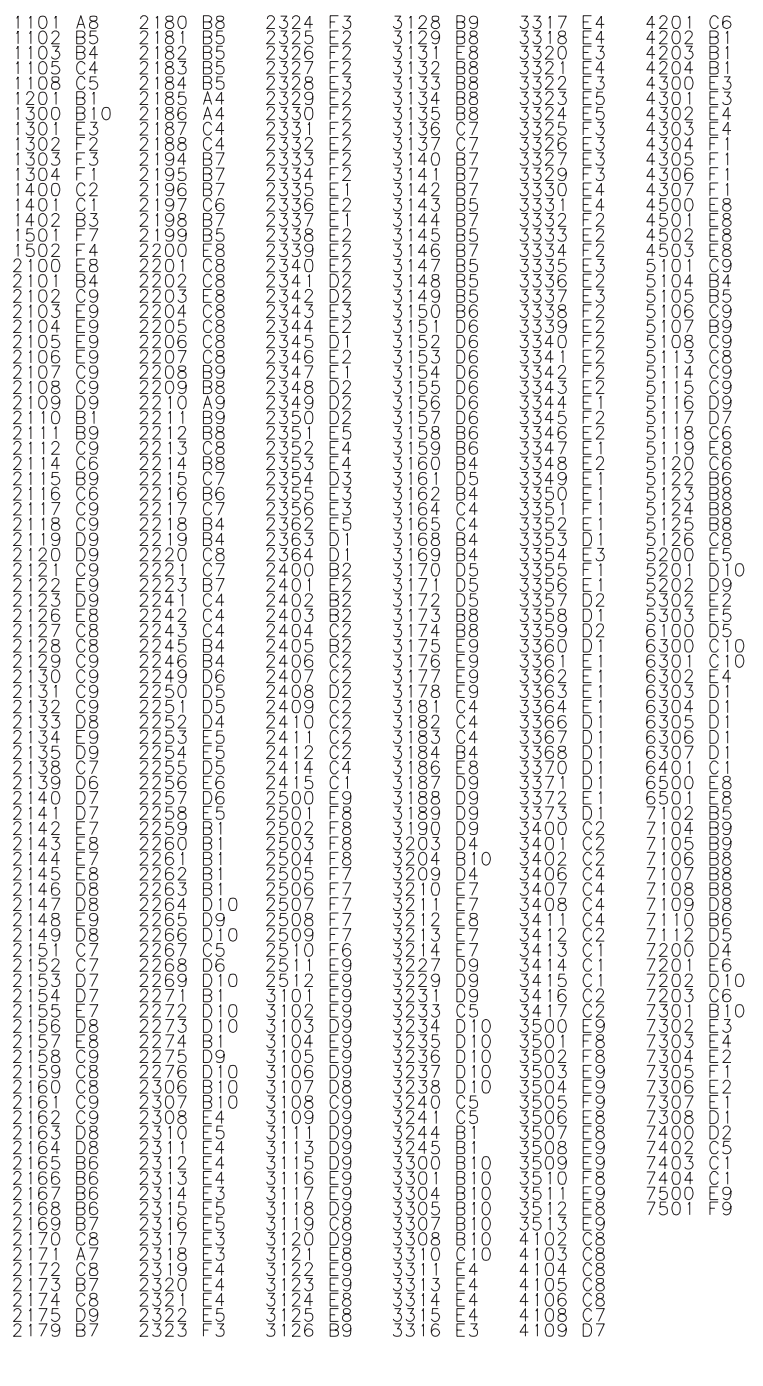 1101 A8
1102 B5
1103 B4
1105 C4
1108 C5
1201 B1
1300 B10
1301 E3
1302 F2
1303 F3
1304 F1
1400 C2
1401 C1
1402 B3
1501 F7
1502 F4
2100 E8
2101 B4
2102 C9
2103 E9
2104 E9
2105 E9
2106 E9
2107 C9
2108 C9
2109 D9
2110 B1
2111 B9
2112 C9
2114 C6
2115 B9
2116 C6
2117 C9
2118 C9
2119 D9
2120 D9
2121 C9
2122 E9
2123 D9
2126 E8
2127 C8
2128 C8
2129 C9
2130 C9
2131 C9
2132 C9
2133 D8
2134 E9
2135 D9
2138 C7
2139 D6
2140 D7
2141 D7
2142 E7
2143 E8
2144 E7
2145 E8
2146 D8
2147 D8
2148 E9
2149 D8
2151 C7
2152 C7
2153 D7
2154 D7
2155 E7
2156 D8
2157 E8
2158 C9
2159 C8
2160 C8
2161 C9
2162 C9
2163 D8
2164 D8
2165 B6
2166 B6
2167 B6
2168 B6
2169 B7
2170 C8
2171 A7
2172 C8
2173 B7
2174 C8
2175 D9
2179 B7
2180 B8
2181 B5
2182 B5
2183 B5
2184 B5
2185 A4
2186 A4
2187 C4
2188 C4
2194 B7
2195 B7
2196 B7
2197 C6
2198 B7
2199 B5
2200 E8
2201 C8
2202 C8
2203 E8
2204 C8
2205 C8
2206 C8
2207 C8
2208 B9
2209 B8
2210 A9
2211 B9
2212 B8
2213 C8
2214 B8
2215 C7
2216 B6
2217 C7
2218 B4
2219 B4
2220 C8
2221 C7
2223 B7
2241 C4
2242 C4
2243 C4
2245 B4
2246 B4
2249 D6
2250 D5
2251 D5
2252 D4
2253 E5
2254 E5
2255 D5
2256 E6
2257 D6
2258 E5
2259 B1
2260 B1
2261 B1
2262 B1
2263 B1
2264 D10
2265 D9
2266 D10
2267 C5
2268 D6
2269 D10
2271 B1
2272 D10
2273 D10
2274 B1
2275 D9
2276 D10
2306 B10
2307 B10
2308 E4
2310 E5
2311 E4
2312 E4
2313 E4
2314 E3
2315 E5
2316 E5
2317 E3
2318 E3
2319 E4
2320 E4
2321 E4
2322 E5
2323 F3
2324 F3
2325 E2
2326 F2
2327 F2
2328 E3
2329 E2
2330 F2
2331 F2
2332 E2
2333 F2
2334 F2
2335 E1
2336 E2
2337 E1
2338 E2
2339 E2
2340 E2
2341 D2
2342 D2
2343 E3
2344 E2
2345 D1
2346 E2
2347 E1
2348 D2
2349 D2
2350 D2
2351 E5
2352 E4
2353 E4
2354 D3
2355 E3
2356 E3
2362 E5
2363 D1
2364 D1
2400 B2
2401 E2
2402 B2
2403 B2
2404 C2
2405 B2
2406 C2
2407 C2
2408 D2
2409 C2
2410 C2
2411 C2
2412 C2
2414 C4
2415 C1
2500 E9
2501 F8
2502 F8
2503 F8
2504 F8
2505 F7
2506 F7
2507 F7
2508 F7
2509 F7
2510 F6
2511 E9
2512 E9
3101 E9
3102 E9
3103 D9
3104 E9
3105 E9
3106 D9
3107 D8
3108 C9
3109 D9
3111 D9
3113 D9
3115 D9
3116 E9
3117 E9
3118 D9
3119 C8
3120 D9
3121 E8
3122 E9
3123 E9
3124 E8
3125 E8
3126 B9
3128 B9
3129 B8
3131 E8
3132 B8
3133 B8
3134 B8
3135 B8
3136 C7
3137 C7
3140 B7
3141 B7
3142 B7
3143 B5
3144 B7
3145 B5
3146 B7
3147 B5
3148 B5
3149 B5
3150 B6
3151 D6
3152 D6
3153 D6
3154 D6
3155 D6
3156 D6
3157 D6
3158 B6
3159 B6
3160 B4
3161 D5
3162 B4
3164 C4
3165 C4
3168 B4
3169 B4
3170 D5
3171 D5
3172 D5
3173 B8
3174 B8
3175 E9
3176 E9
3177 E9
3178 E9
3181 C4
3182 C4
3183 C4
3184 B4
3186 E8
3187 D9
3188 D9
3189 D9
3190 D9
3203 D4
3204 B10
3209 D4
3210 E7
3211 E7
3212 E8
3213 E7
3214 E7
3227 D9
3229 D9
3231 D9
3233 C5
3234 D10
3235 D10
3236 D10
3237 D10
3238 D10
3240 C5
3241 C5
3244 B1
3245 B1
3300 B10
3301 B10
3304 B10
3305 B10
3307 B10
3308 B10
3310 C10
3311 E4
3313 E4
3314 E4
3315 E4
3316 E3
3317 E4
3318 E4
3320 E3
3321 E4
3322 E3
3323 E5
3324 E5
3325 F3
3326 E3
3327 E3
3329 F3
3330 E4
3331 E4
3332 F2
3333 E2
3334 F2
3335 E3
3336 E2
3337 E3
3338 F2
3339 E2
3340 F2
3341 E2
3342 F2
3343 E2
3344 F1
3345 F2
3346 E2
3347 E1
3348 E2
3349 E1
3350 E1
3351 F1
3352 E1
3353 D1
3354 E3
3355 F1
3356 E1
3357 D2
3358 D1
3359 D2
3360 D1
3361 E1
3362 E1
3363 E1
3364 E1
3366 D1
3367 D1
3368 D1
3370 D1
3371 D1
3372 E1
3373 D1
3400 C2
3401 C2
3402 C2
3406 C4
3407 C4
3408 C4
3411 C4
3412 C2
3413 C1
3414 C1
3415 C1
3416 C2
3417 C2
3500 E9
3501 F8
3502 F8
3503 E9
3504 E9
3505 F9
3506 F8
3507 E8
3508 E9
3509 E9
3510 F8
3511 E9
3512 E8
3513 E9
4102 C8
4103 C8
4104 C8
4105 C8
4106 C8
4108 C7
4109 D7
4201 C6
4202 B1
4203 B1
4204 B1
4300 E3
4301 E3
4302 E4
4303 E4
4304 F1
4305 F1
4306 F1
4307 F1
4500 E8
4501 E8
4502 E8
4503 E8
5101 C9
5104 B4
5105 B5
5106 C9
5107 B9
5108 C9
5113 C8
5114 C9
5115 C9
5116 D9
5117 D7
5118 C6
5119 E8
5120 C6
5122 B6
5123 B8
5124 B8
5125 B8
5126 C8
5200 E5
5201 D10
5202 D9
5302 E2
5303 E5
6100 D5
6300 C10
6301 C10
6302 E4
6303 D1
6304 D1
6305 D1
6306 D1
6307 D1
6401 C1
6500 E8
6501 E8
7102 B5
7104 B9
7105 B9
7106 B8
7107 B8
7108 B8
7109 D8
7110 B6
7112 D5
7200 D4
7201 E6
7202 D10
7203 C6
7301 B10
7302 E3
7303 E4
7304 E2
7305 F1
7306 E2
7307 E1
7308 D1
7400 D2
7402 C5
7403 C1
7404 C1
7500 E9
7501 F9